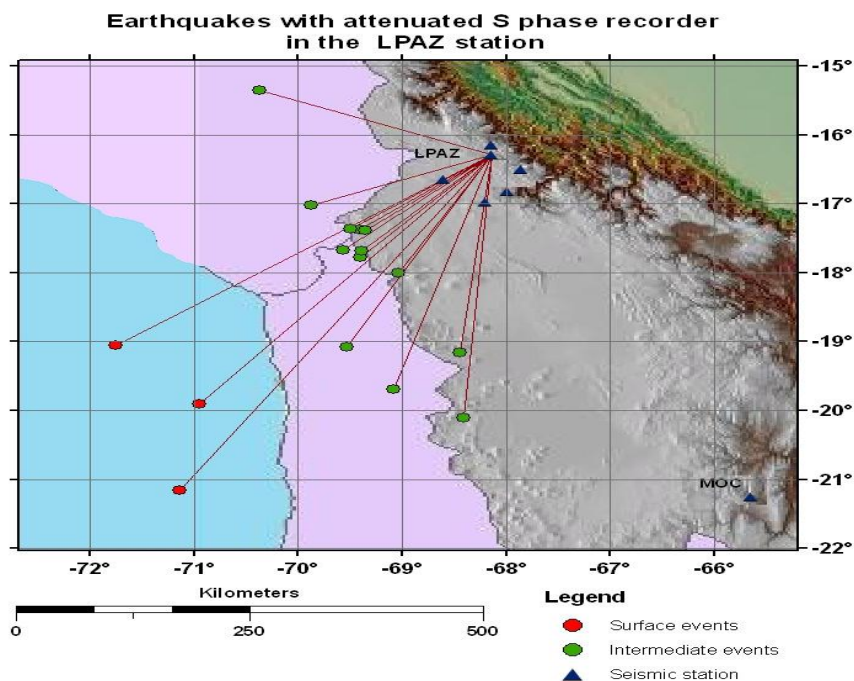 Earthquakes with attenuated S phase recorder
in the LPAZ station
-15°
-16°
LPAZ
-17°
-18°
-19°
-20°
-21°
MOC
-22°
-72° -71° -70° -69° -68° -67° -66°
Kilometers
0 250 500
Legend
Surface events
Intermediate events
Seismic station